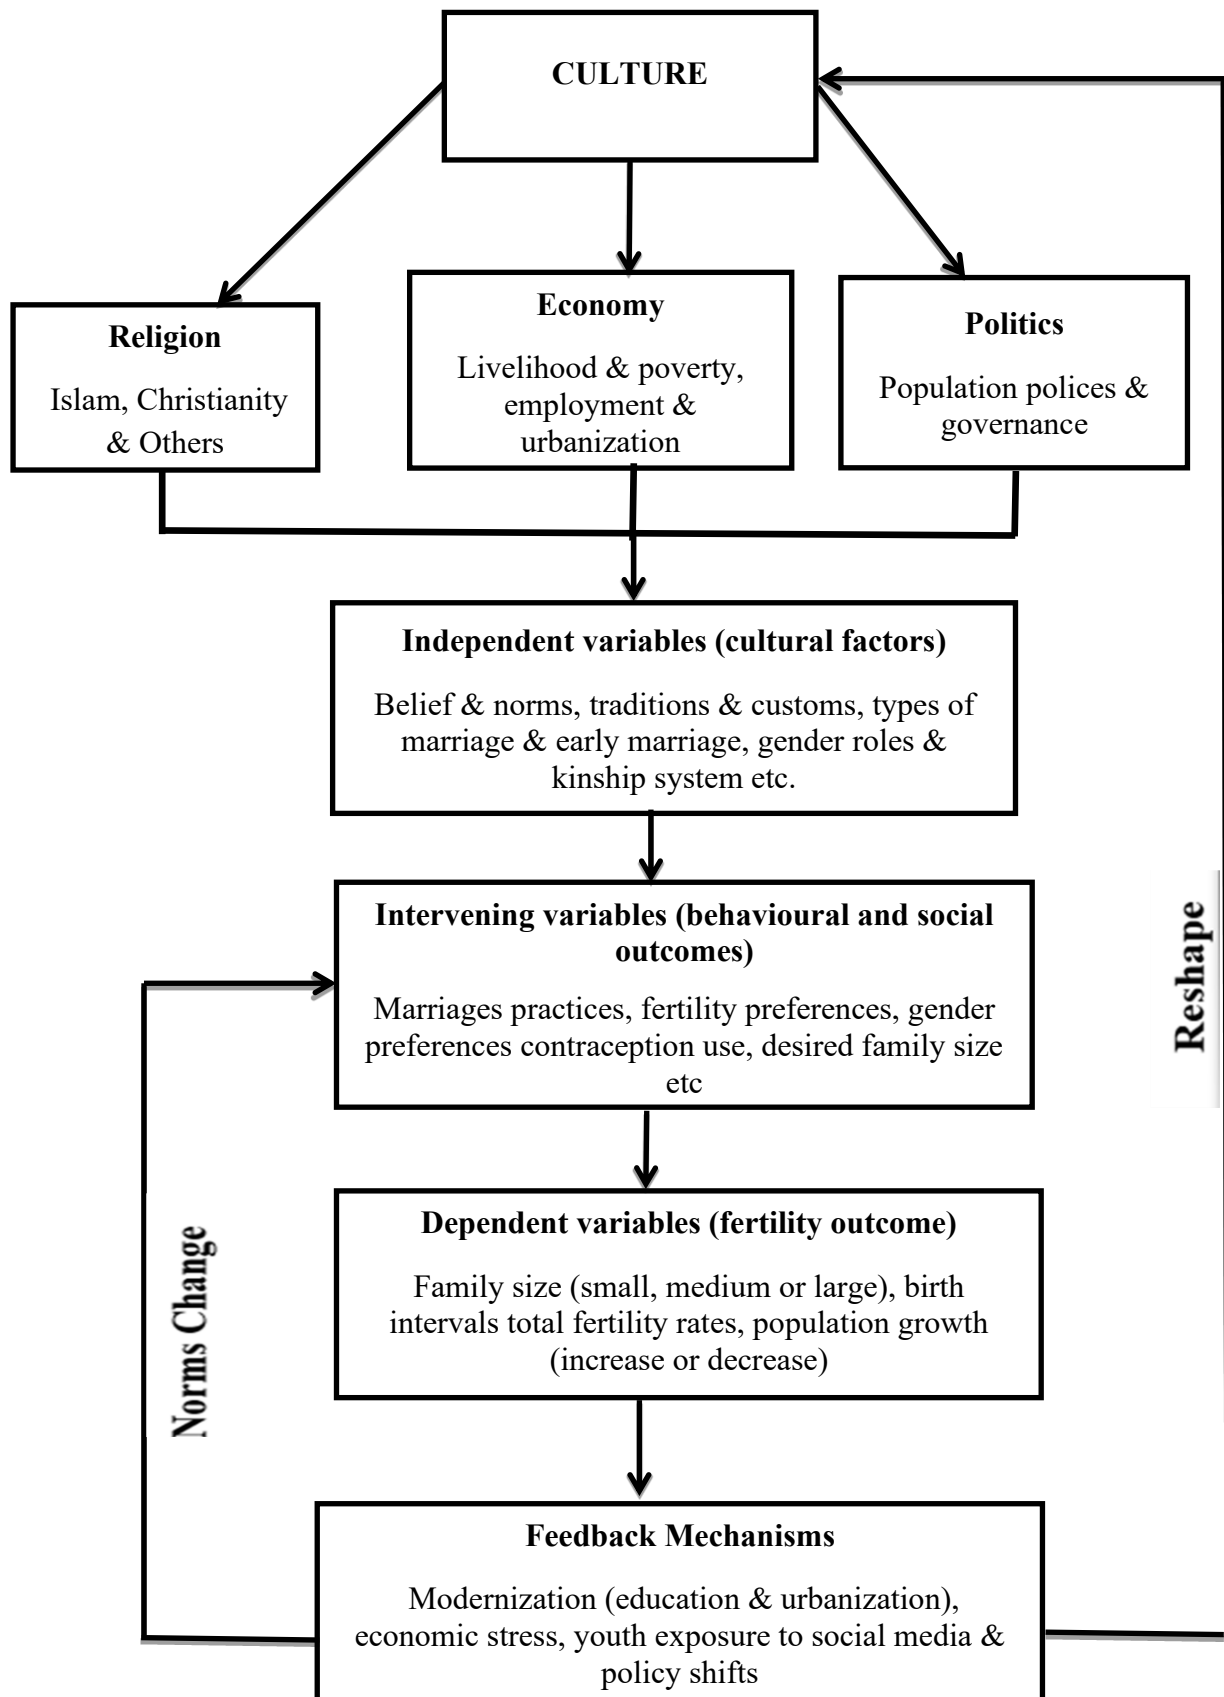 CULTURE
Religion
Islam, Christianity
& Others
Economy
Livelihood & poverty,
employment &
urbanization
Politics
Population polices &
governance
Independent variables (cultural factors)
Belief & norms, traditions & customs, types of
marriage & early marriage, gender roles &
kinship system etc.
Intervening variables (behavioural and social
outcomes)
Marriages practices, fertility preferences, gender
preferences contraception use, desired family size
etc
Reshape
Dependent variables (fertility outcome)
Family size (small, medium or large), birth
intervals total fertility rates, population growth
(increase or decrease)
Norms Change
Feedback Mechanisms
Modernization (education & urbanization),
economic stress, youth exposure to social media &
policy shifts